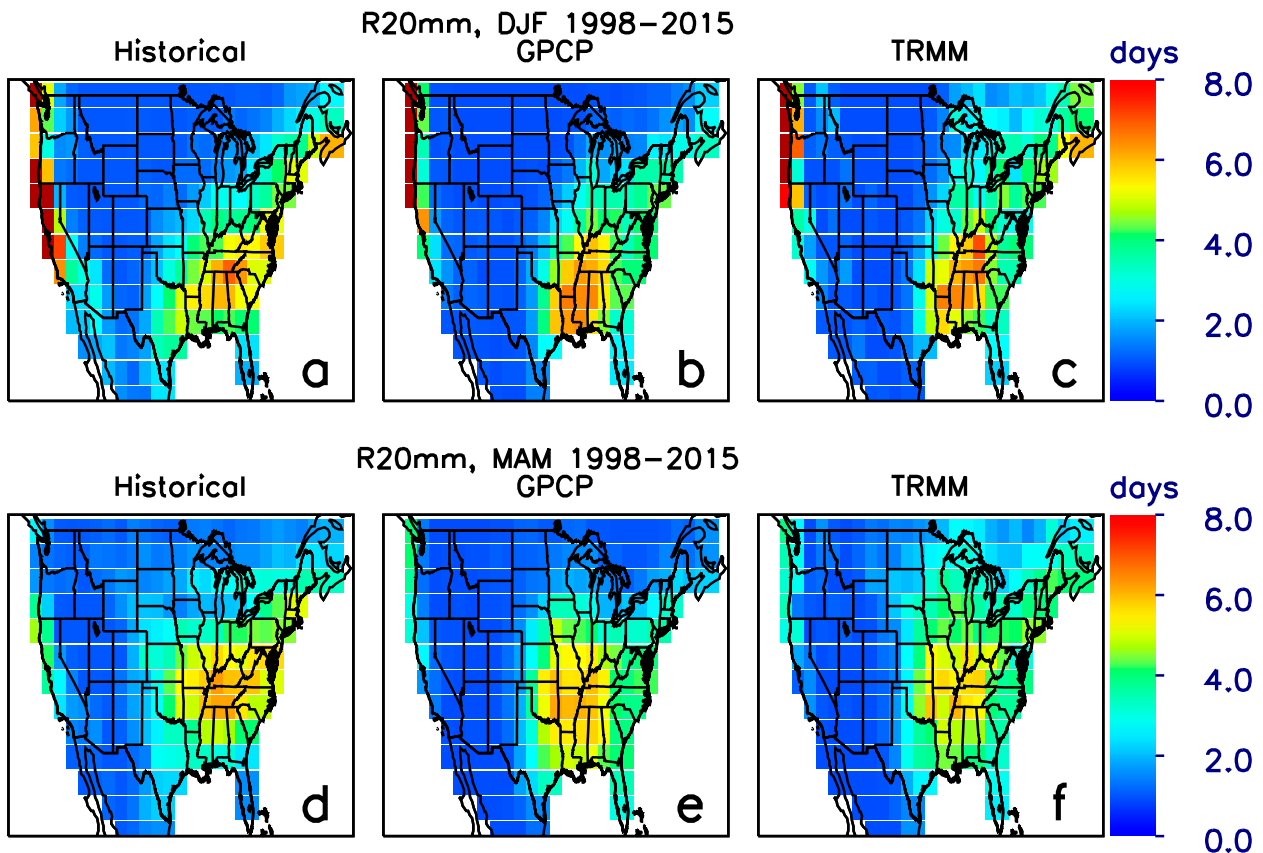 R20mm, DJF 1998-2015
Historical GPCP TRMM days
8.0
6.0
4.0
2.0
0.0
a b c
R20mm, MAM 1998-2015
Historical GPCP TRMM days
8.0
6.0
4.0
2.0
0.0
d e f